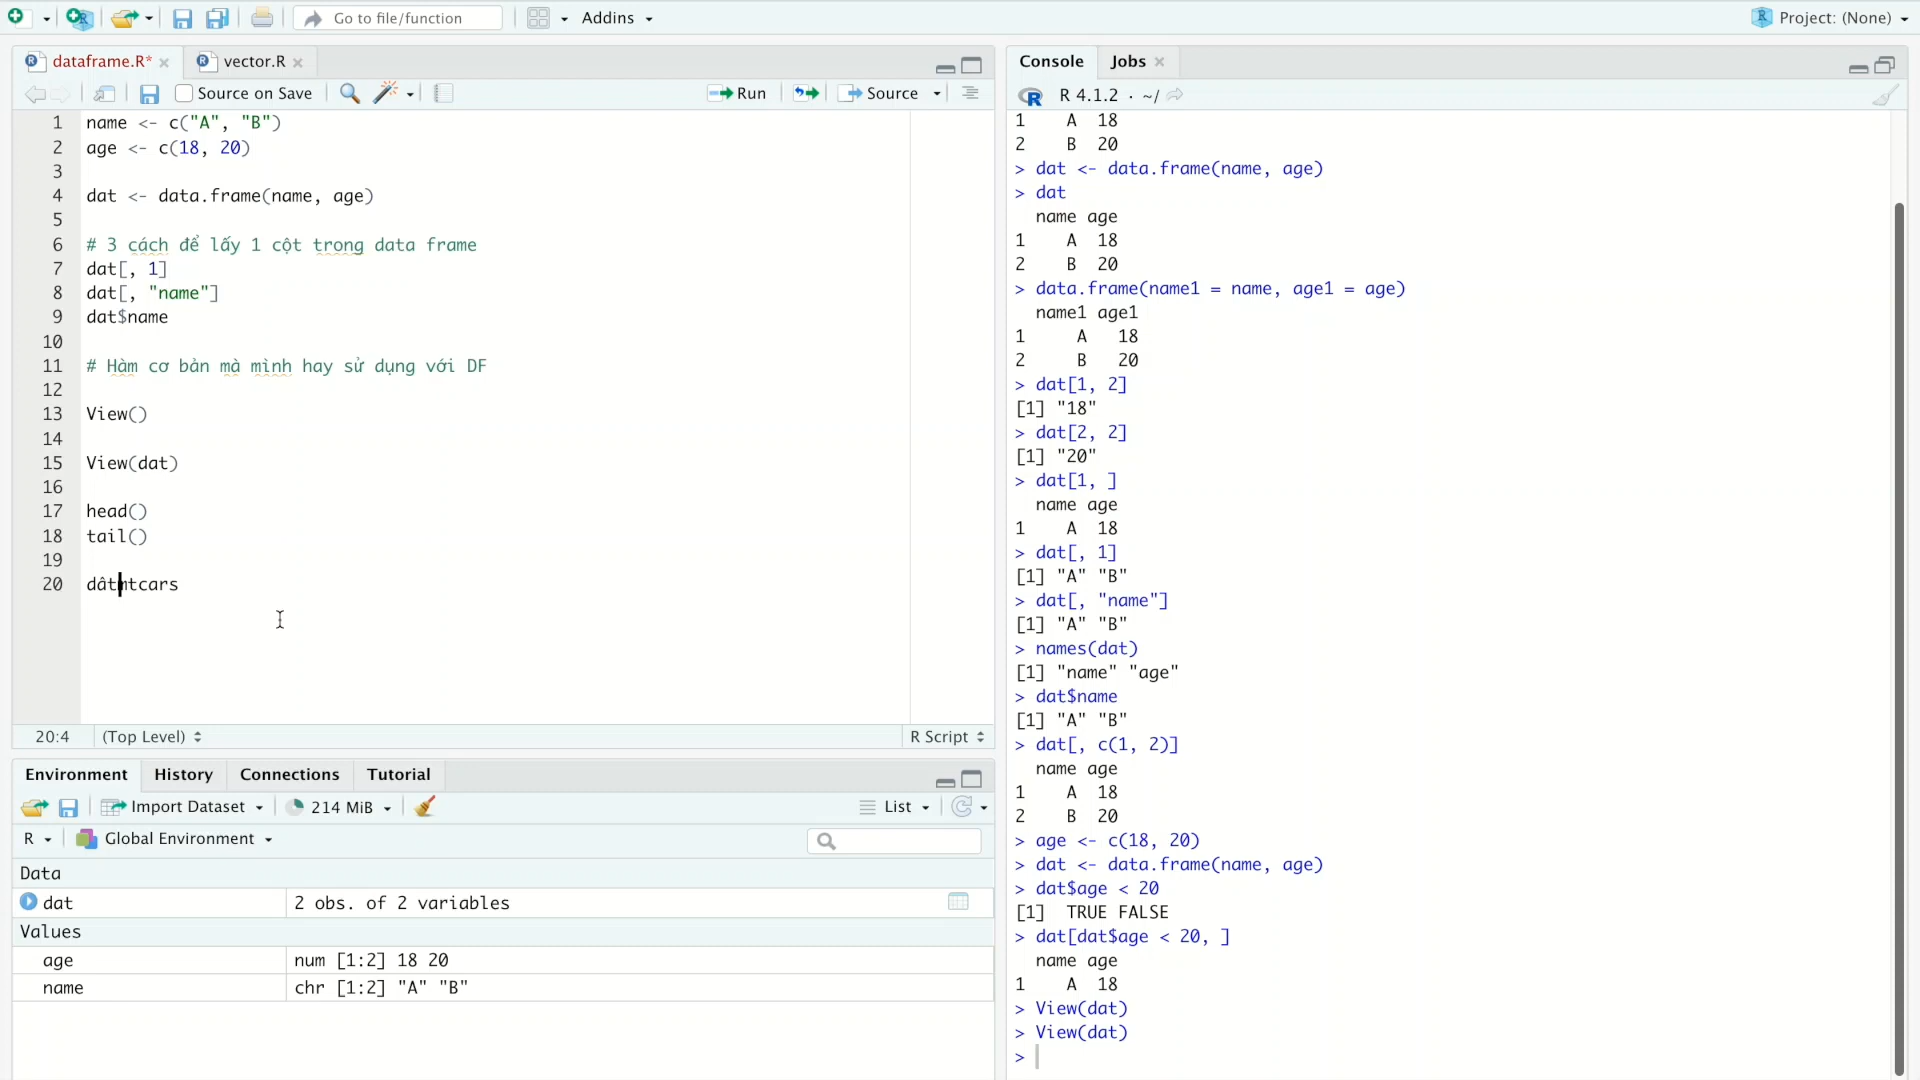 Go to file/function
Addins
Project: (None)
dataframe.R*
vector.R
Source on Save
Run
Source
1 name <- c("A", "B")
2 age <- c(18, 20)
3
4 dat <- data.frame(name, age)
5
6 # 3 cách để lấy 1 cột trong data frame
7 dat[, 1]
8 dat[, "name"]
9 dat$name
10
11 # Hàm cơ bản mà mình hay sử dụng với DF
12
13 View()
14
15 View(dat)
16
17 head()
18 tail()
19
20 dâtmtcars
20:4 (Top Level) R Script
Environment History Connections Tutorial
Import Dataset 214 MiB List
R Global Environment
Data
dat 2 obs. of 2 variables
Values
age num [1:2] 18 20
name chr [1:2] "A" "B"
Console Jobs
R 4.1.2 · ~/
1 A 18
2 B 20
> dat <- data.frame(name, age)
> dat
name age
1 A 18
2 B 20
> data.frame(name1 = name, age1 = age)
name1 age1
1 A 18
2 B 20
> dat[1, 2]
[1] "18"
> dat[2, 2]
[1] "20"
> dat[1, ]
name age
1 A 18
> dat[, 1]
[1] "A" "B"
> dat[, "name"]
[1] "A" "B"
> names(dat)
[1] "name" "age"
> dat$name
[1] "A" "B"
> dat[, c(1, 2)]
name age
1 A 18
2 B 20
> age <- c(18, 20)
> dat <- data.frame(name, age)
> dat$age < 20
[1] TRUE FALSE
> dat[dat$age < 20, ]
name age
1 A 18
> View(dat)
> View(dat)
>